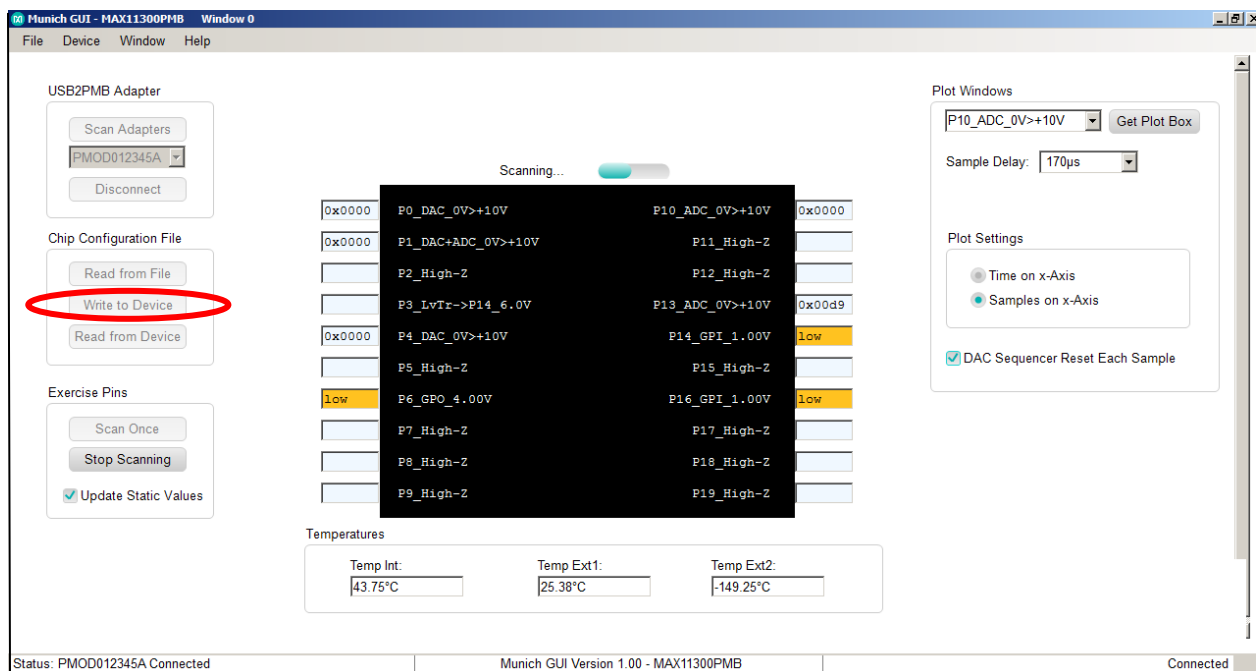 Munich GUI - MAX11300PMB Window 0
File Device Window Help
USB2PMB Adapter
Scan Adapters
PMOD012345A
Disconnect
Chip Configuration File
Read from File
Write to Device
Read from Device
Exercise Pins
Scan Once
Stop Scanning
Update Static Values
Scanning...
0x0000 P0_DAC_0V>+10V P10_ADC_0V>+10V 0x0000
0x0000 P1_DAC+ADC_0V>+10V P11_High-Z
P2_High-Z P12_High-Z
P3_LvTr->P14_6.0V P13_ADC_0V>+10V 0x00d9
0x0000 P4_DAC_0V>+10V P14_GPI_1.00V low
P5_High-Z P15_High-Z
low P6_GPO_4.00V P16_GPI_1.00V low
P7_High-Z P17_High-Z
P8_High-Z P18_High-Z
P9_High-Z P19_High-Z
Temperatures
Temp Int: Temp Ext1: Temp Ext2:
43.75°C 25.38°C -149.25°C
Plot Windows
P10_ADC_0V>+10V Get Plot Box
Sample Delay: 170µs
Plot Settings
Time on x-Axis
Samples on x-Axis
DAC Sequencer Reset Each Sample
Status: PMOD012345A Connected Munich GUI Version 1.00 - MAX11300PMB Connected